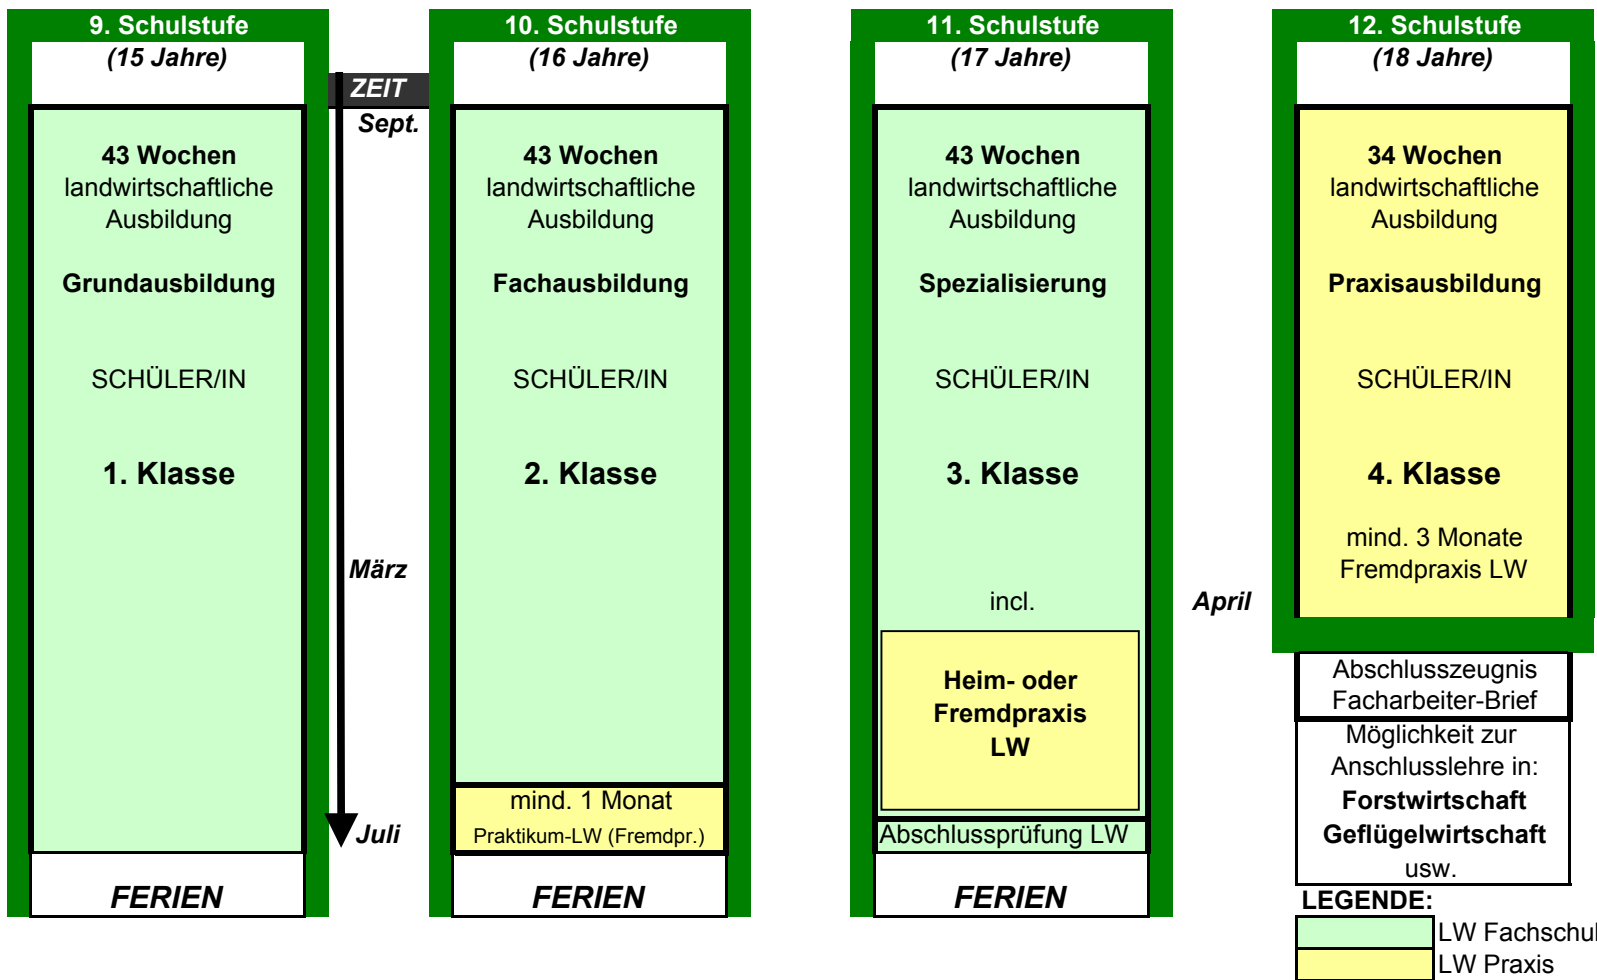 9. Schulstufe
(15 Jahre)
43 Wochen
landwirtschaftliche
Ausbildung
Grundausbildung
SCHÜLER/IN
1. Klasse
FERIEN
ZEIT
Sept.
März
Juli
10. Schulstufe
(16 Jahre)
43 Wochen
landwirtschaftliche
Ausbildung
Fachausbildung
SCHÜLER/IN
2. Klasse
mind. 1 Monat
Praktikum-LW (Fremdpr.)
FERIEN
11. Schulstufe
(17 Jahre)
43 Wochen
landwirtschaftliche
Ausbildung
Spezialisierung
SCHÜLER/IN
3. Klasse
incl.
Heim- oder
Fremdpraxis
LW
Abschlussprüfung LW
FERIEN
April
12. Schulstufe
(18 Jahre)
34 Wochen
landwirtschaftliche
Ausbildung
Praxisausbildung
SCHÜLER/IN
4. Klasse
mind. 3 Monate
Fremdpraxis LW
Abschlusszeugnis
Facharbeiter-Brief
Möglichkeit zur
Anschlusslehre in:
Forstwirtschaft
Geflügelwirtschaft
usw.
LEGENDE:
LW Fachschul
LW Praxis